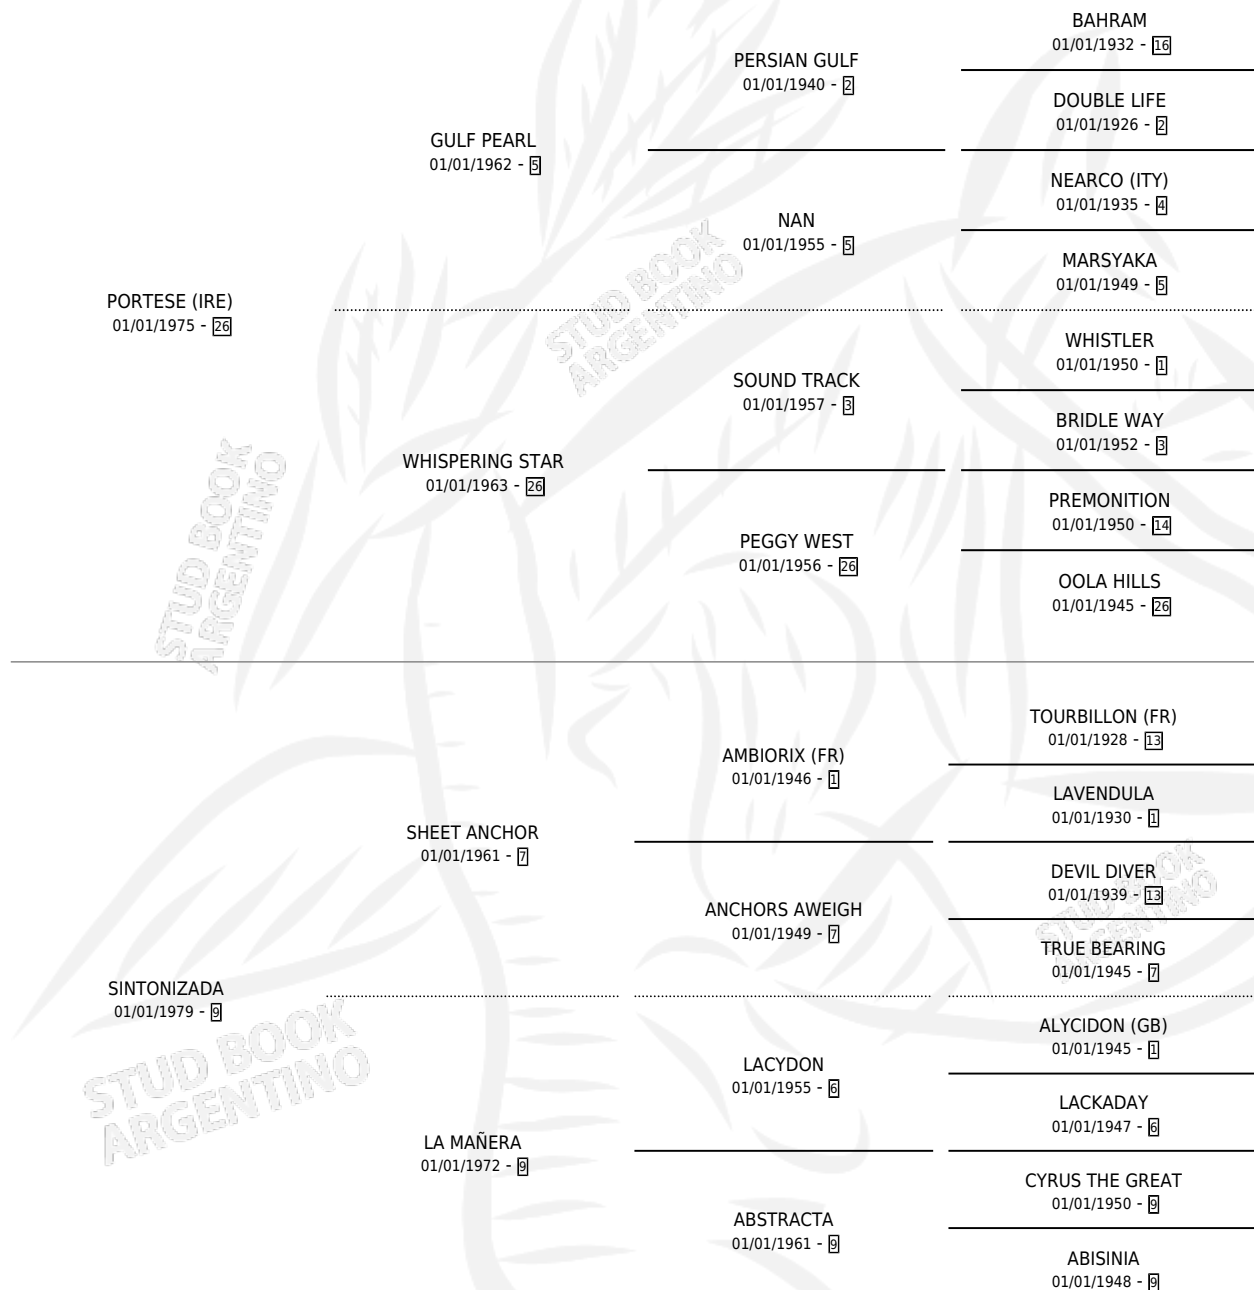 BAHRAM
01/01/1932 - 16
PERSIAN GULF
01/01/1940 - 2
DOUBLE LIFE
01/01/1926 - 2
GULF PEARL
01/01/1962 - 5
NEARCO (ITY)
01/01/1935 - 4
NAN
01/01/1955 - 5
MARSYAKA
01/01/1949 - 5
STUD BOOK
ARGENTINO
PORTESE (IRE)
01/01/1975 - 26
WHISTLER
01/01/1950 - 1
SOUND TRACK
01/01/1957 - 3
BRIDLE WAY
01/01/1952 - 3
WHISPERING STAR
01/01/1963 - 26
PREMONITION
01/01/1950 - 14
PEGGY WEST
01/01/1956 - 26
OOLA HILLS
01/01/1945 - 26
STUD BOOK
ARGENTINO
TOURBILLON (FR)
01/01/1928 - 13
AMBIORIX (FR)
01/01/1946 - 1
LAVENDULA
01/01/1930 - 1
SHEET ANCHOR
01/01/1961 - 7
DEVIL DIVER
01/01/1939 - 13
ANCHORS AWEIGH
01/01/1949 - 7
STUD BOOK
ARGENTINO
TRUE BEARING
01/01/1945 - 7
SINTONIZADA
01/01/1979 - 9
ALYCIDON (GB)
01/01/1945 - 1
LACYDON
01/01/1955 - 6
LACKADAY
01/01/1947 - 6
STUD BOOK
ARGENTINO
LA MAÑERA
01/01/1972 - 9
CYRUS THE GREAT
01/01/1950 - 9
ABSTRACTA
01/01/1961 - 9
ABISINIA
01/01/1948 - 9